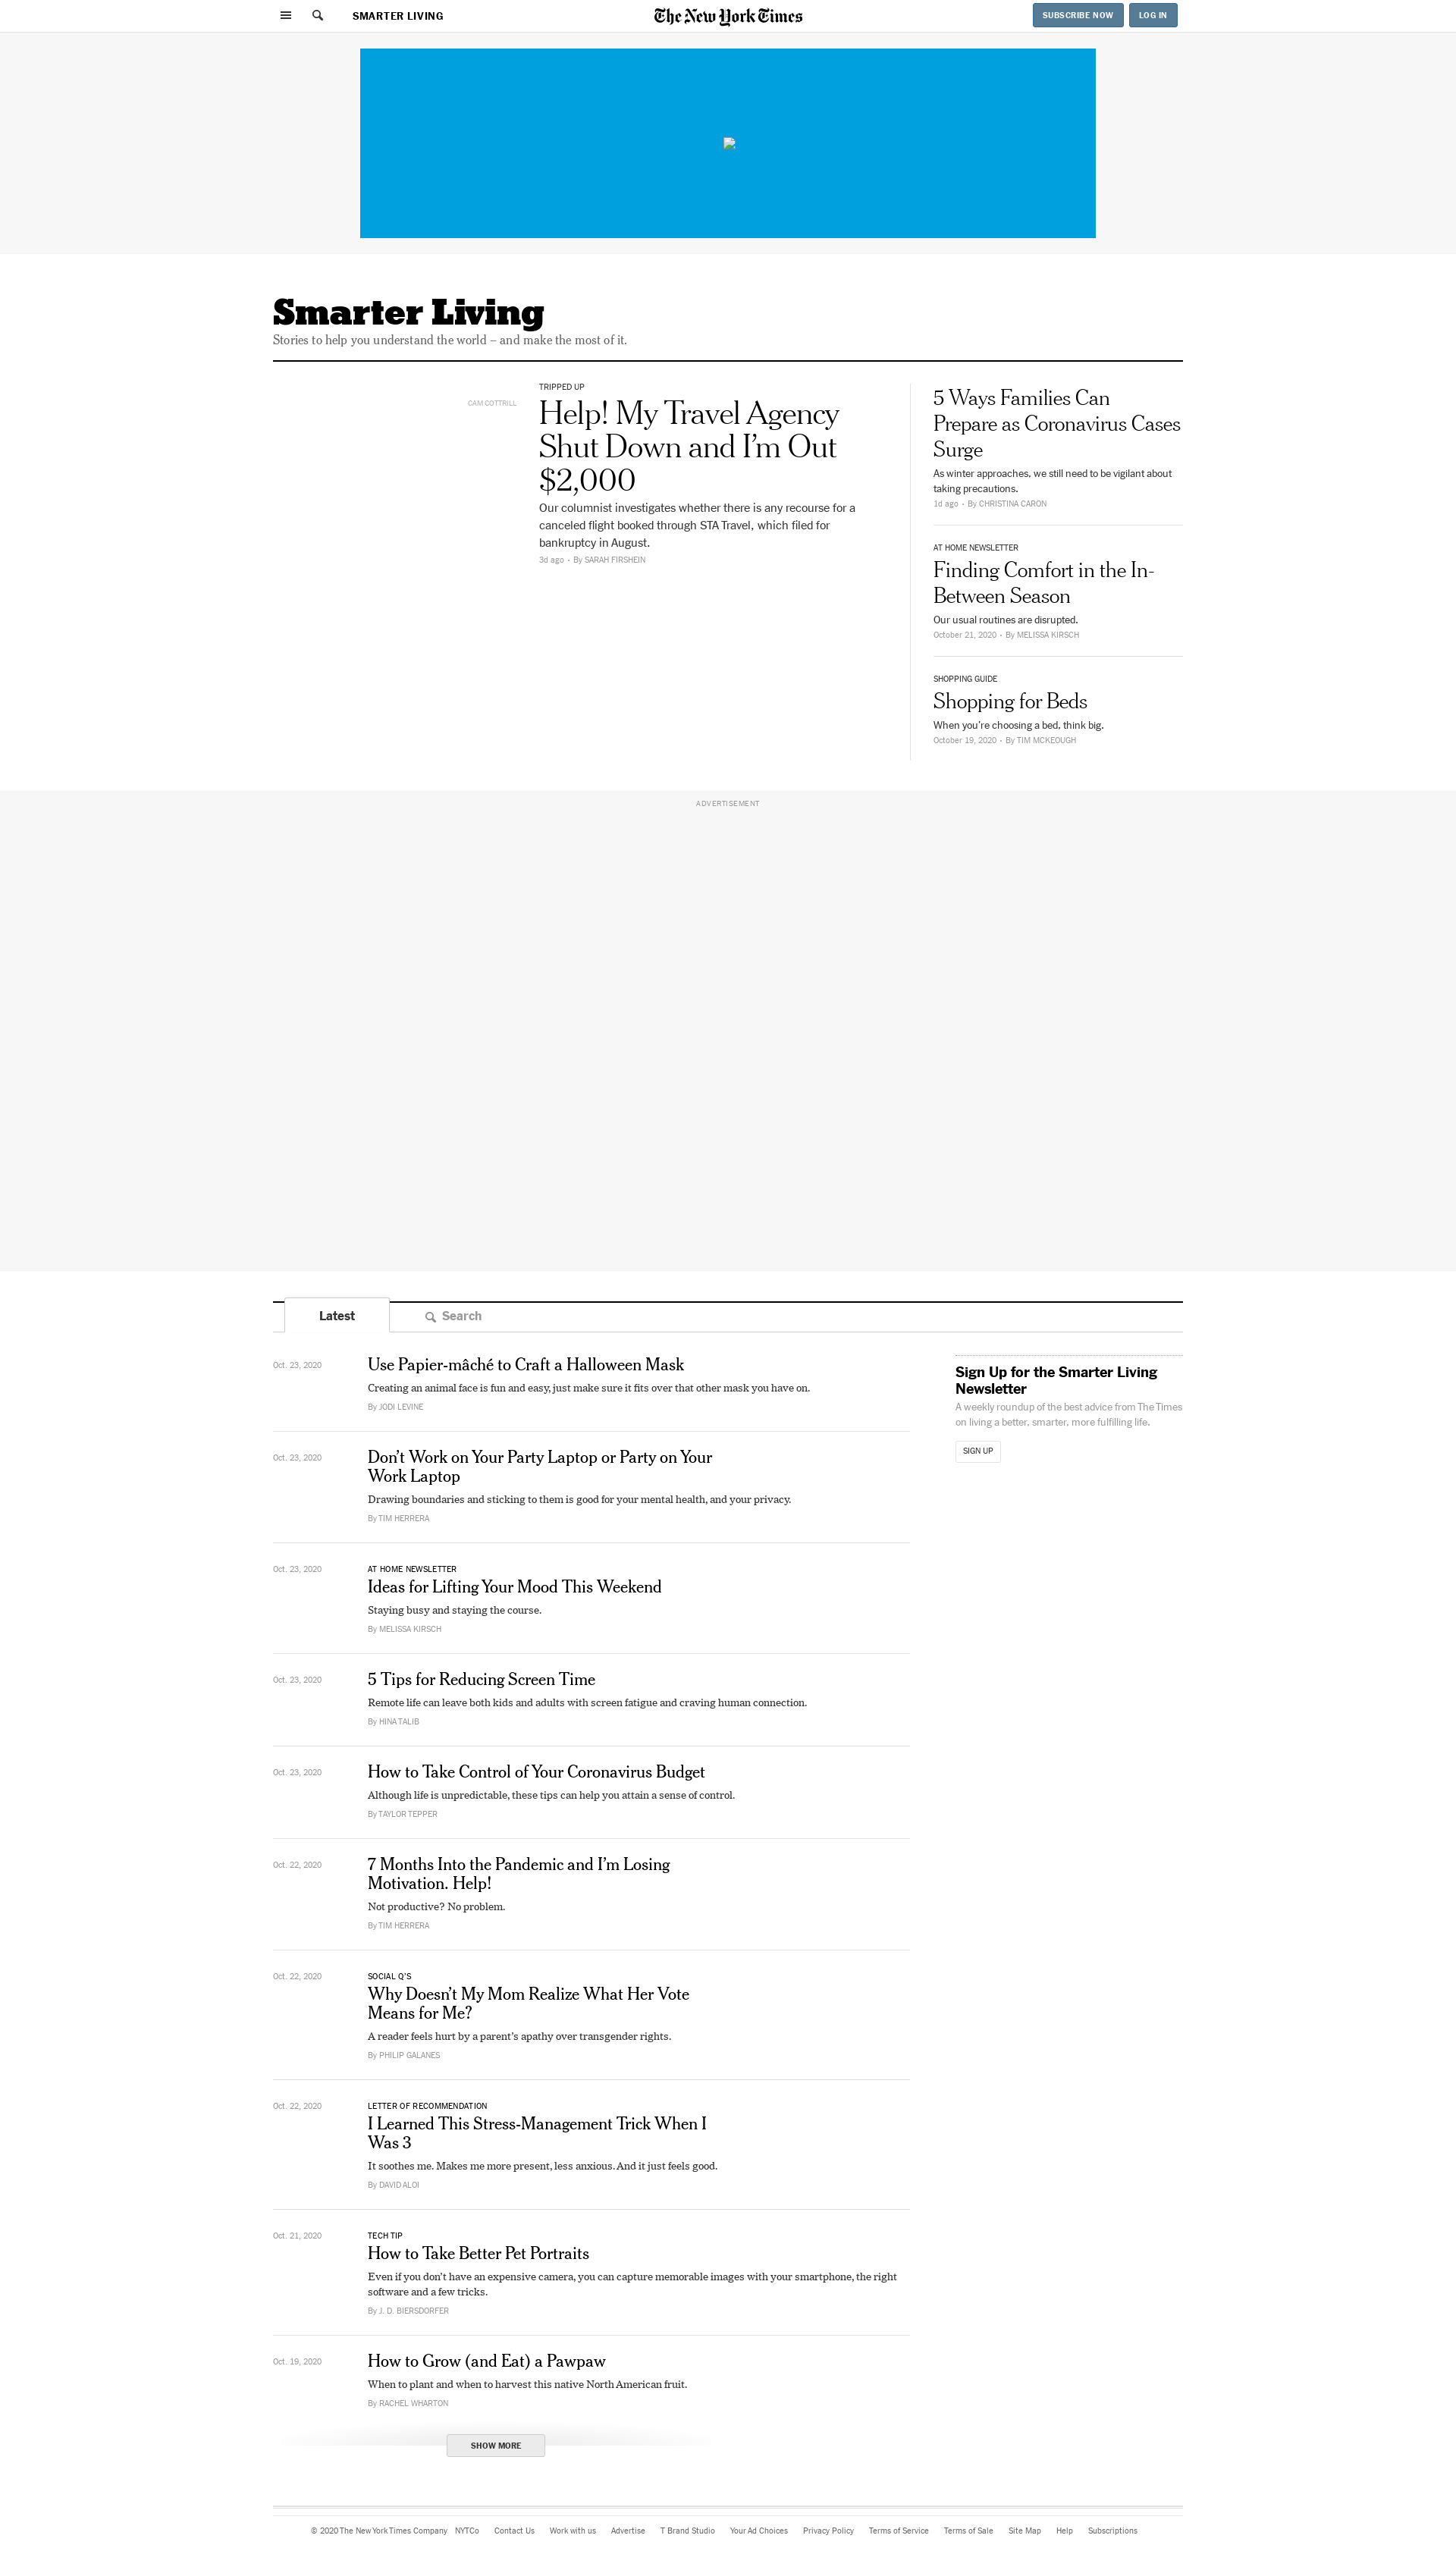 SMARTER LIVING
The New York Times
SUBSCRIBE NOW
LOG IN
Smarter Living
Stories to help you understand the world – and make the most of it.
CAM COTTRILL
TRIPPED UP
Help! My Travel Agency
Shut Down and I’m Out
$2,000
Our columnist investigates whether there is any recourse for a
canceled flight booked through STA Travel, which filed for
bankruptcy in August.
3d ago • By SARAH FIRSHEIN
5 Ways Families Can
Prepare as Coronavirus Cases
Surge
As winter approaches, we still need to be vigilant about
taking precautions.
1d ago • By CHRISTINA CARON
AT HOME NEWSLETTER
Finding Comfort in the In-
Between Season
Our usual routines are disrupted.
October 21, 2020 • By MELISSA KIRSCH
SHOPPING GUIDE
Shopping for Beds
When you’re choosing a bed, think big.
October 19, 2020 • By TIM MCKEOUGH
ADVERTISEMENT
Latest
Search
Oct. 23, 2020
Use Papier-mâché to Craft a Halloween Mask
Creating an animal face is fun and easy, just make sure it fits over that other mask you have on.
By JODI LEVINE
Oct. 23, 2020
Don’t Work on Your Party Laptop or Party on Your
Work Laptop
Drawing boundaries and sticking to them is good for your mental health, and your privacy.
By TIM HERRERA
Oct. 23, 2020
AT HOME NEWSLETTER
Ideas for Lifting Your Mood This Weekend
Staying busy and staying the course.
By MELISSA KIRSCH
Oct. 23, 2020
5 Tips for Reducing Screen Time
Remote life can leave both kids and adults with screen fatigue and craving human connection.
By HINA TALIB
Oct. 23, 2020
How to Take Control of Your Coronavirus Budget
Although life is unpredictable, these tips can help you attain a sense of control.
By TAYLOR TEPPER
Oct. 22, 2020
7 Months Into the Pandemic and I’m Losing
Motivation. Help!
Not productive? No problem.
By TIM HERRERA
Oct. 22, 2020
SOCIAL Q’S
Why Doesn’t My Mom Realize What Her Vote
Means for Me?
A reader feels hurt by a parent’s apathy over transgender rights.
By PHILIP GALANES
Oct. 22, 2020
LETTER OF RECOMMENDATION
I Learned This Stress-Management Trick When I
Was 3
It soothes me. Makes me more present, less anxious. And it just feels good.
By DAVID ALOI
Oct. 21, 2020
TECH TIP
How to Take Better Pet Portraits
Even if you don’t have an expensive camera, you can capture memorable images with your smartphone, the right
software and a few tricks.
By J. D. BIERSDORFER
Oct. 19, 2020
How to Grow (and Eat) a Pawpaw
When to plant and when to harvest this native North American fruit.
By RACHEL WHARTON
SHOW MORE
Sign Up for the Smarter Living
Newsletter
A weekly roundup of the best advice from The Times
on living a better, smarter, more fulfilling life.
SIGN UP
© 2020 The New York Times Company NYTCo Contact Us Work with us Advertise T Brand Studio Your Ad Choices Privacy Policy Terms of Service Terms of Sale Site Map Help Subscriptions